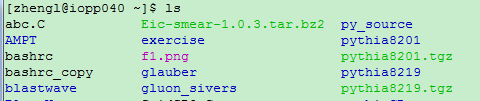 [zhengl@iopp040 ~]$ ls
abc.C Eic-smear-1.0.3.tar.bz2 py_source
AMPT exercise pythia8201
bashrc f1.png pythia8201.tgz
bashrc_copy glauber pythia8219
blastwave gluon_sivers pythia8219.tgz